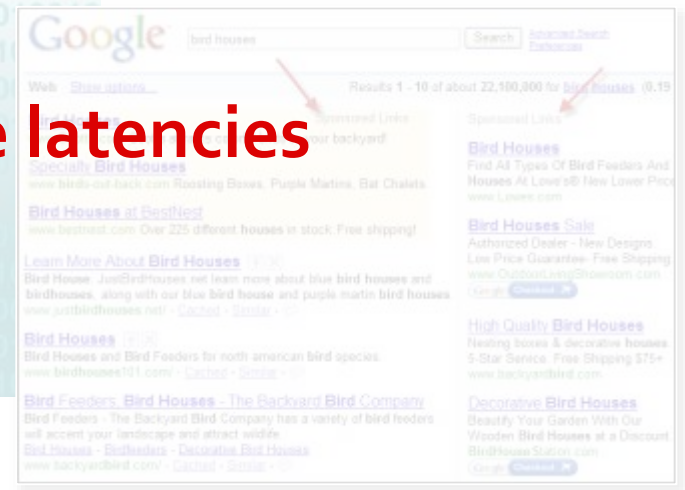 Google
bird houses
Search
Advanced Search
Preferences
Web Show options...
Results 1 - 10 of about 22,100,000 for bird houses (0.19
e latencies
Sponsored Links
your backyard!
Specialty Bird Houses
www.birds-out-back.com Roosting Boxes, Purple Martins, Bat Chalets.
Bird Houses at BestNest
www.bestnest.com Over 225 different houses in stock. Free shipping!
Learn More About Bird Houses
Bird House. JustBirdHouses.net learn more about blue bird houses and
birdhouses, along with our blue bird house and purple martin bird houses
www.justbirdhouses.net/ - Cached - Similar -
Bird Houses
Bird Houses and Bird Feeders for north american bird species.
www.birdhouses101.com/ - Cached - Similar -
Bird Feeders, Bird Houses - The Backyard Bird Company
Bird Feeders - The Backyard Bird Company has a variety of bird feeders
will accent your landscape and attract wildlife.
Bird Houses - Birdfeeders - Decorative Bird Houses
www.backyardbird.com/ - Cached - Similar -
Sponsored Links
Bird Houses
Find All Types Of Bird Feeders And
Houses At Lowe's® New Lower Price
www.Lowes.com
Bird Houses Sale
Authorized Dealer - New Designs.
Low Price Guarantee- Free Shipping
www.OutdoorLivingShowroom.com
Google Checkout
High Quality Bird Houses
Nesting boxes & decorative houses
5-Star Service. Free Shipping $75+
www.backyardbird.com
Decorative Bird Houses
Beautify Your Garden With Our
Wooden Bird Houses at a Discount.
BirdHouseStation.com
Google Checkout